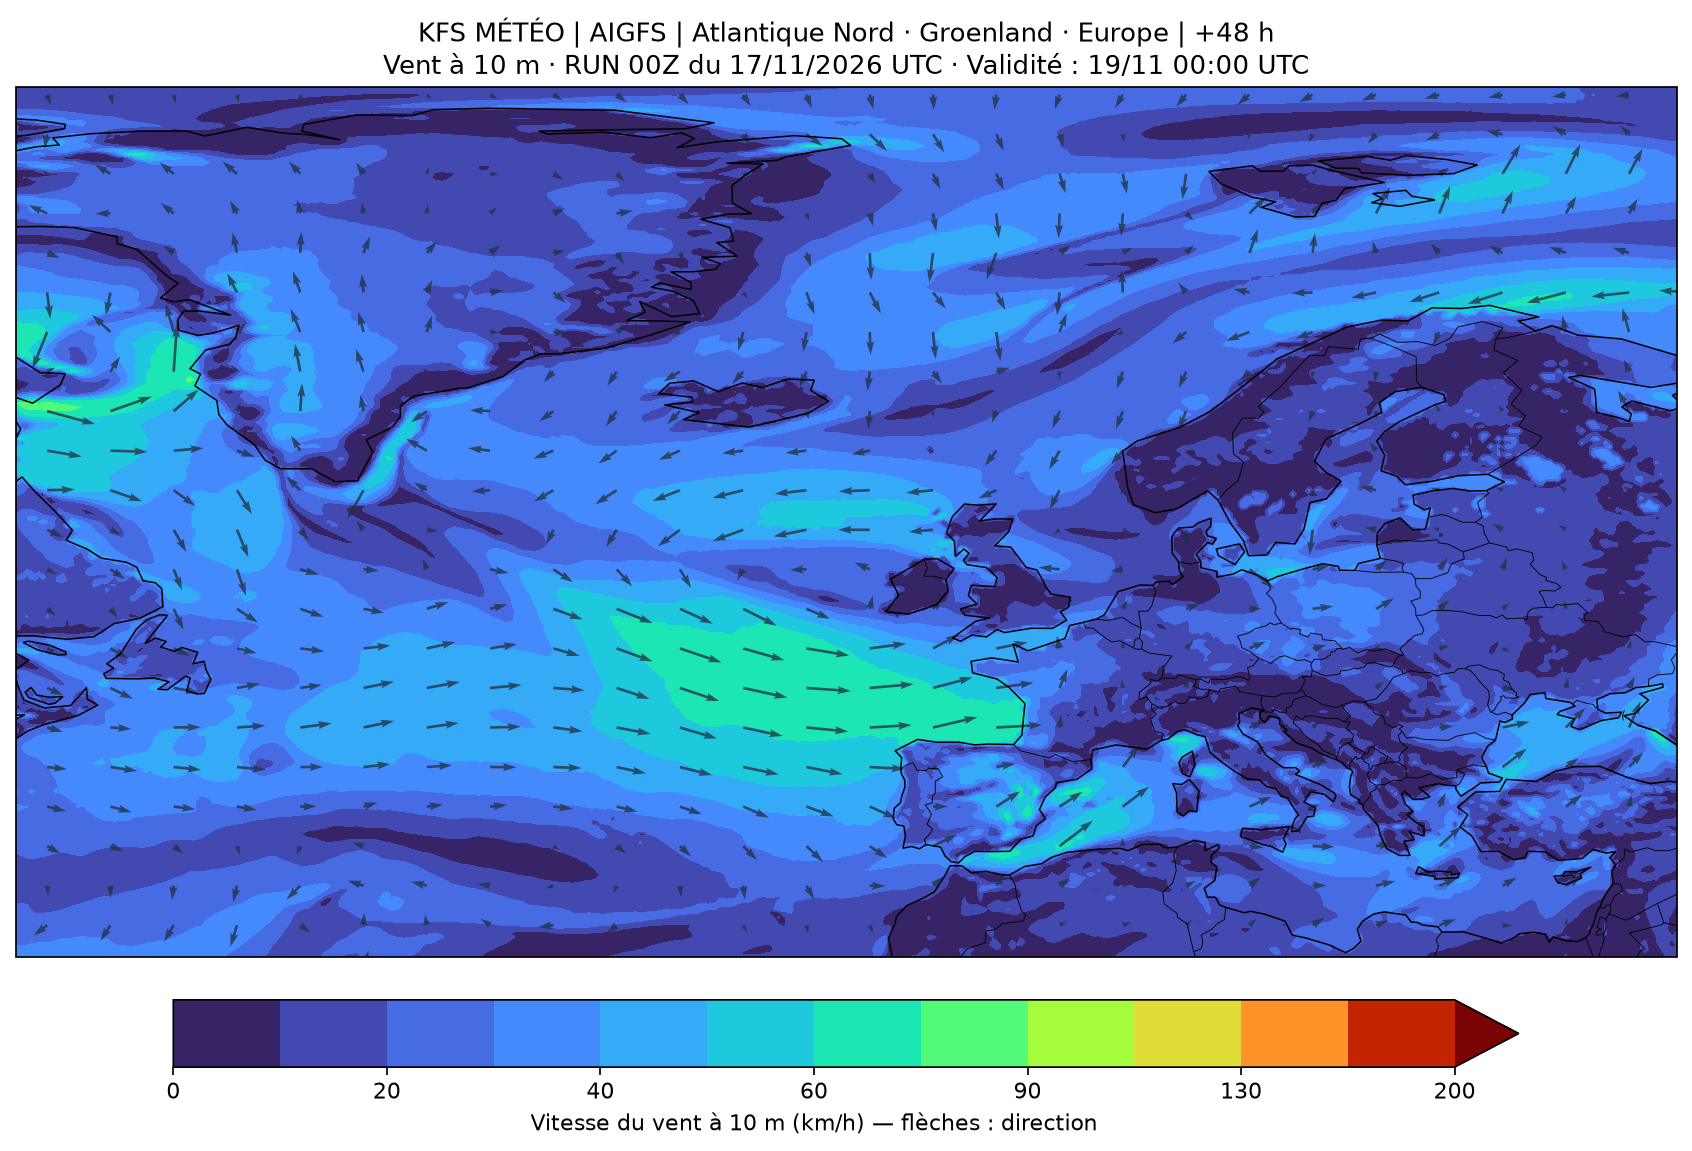 KFS MÉTÉO | AIGFS | Atlantique Nord · Groenland · Europe | +48 h
Vent à 10 m · RUN 00Z du 17/11/2026 UTC · Validité : 19/11 00:00 UTC
0 20 40 60 90 130 200
Vitesse du vent à 10 m (km/h) — flèches : direction